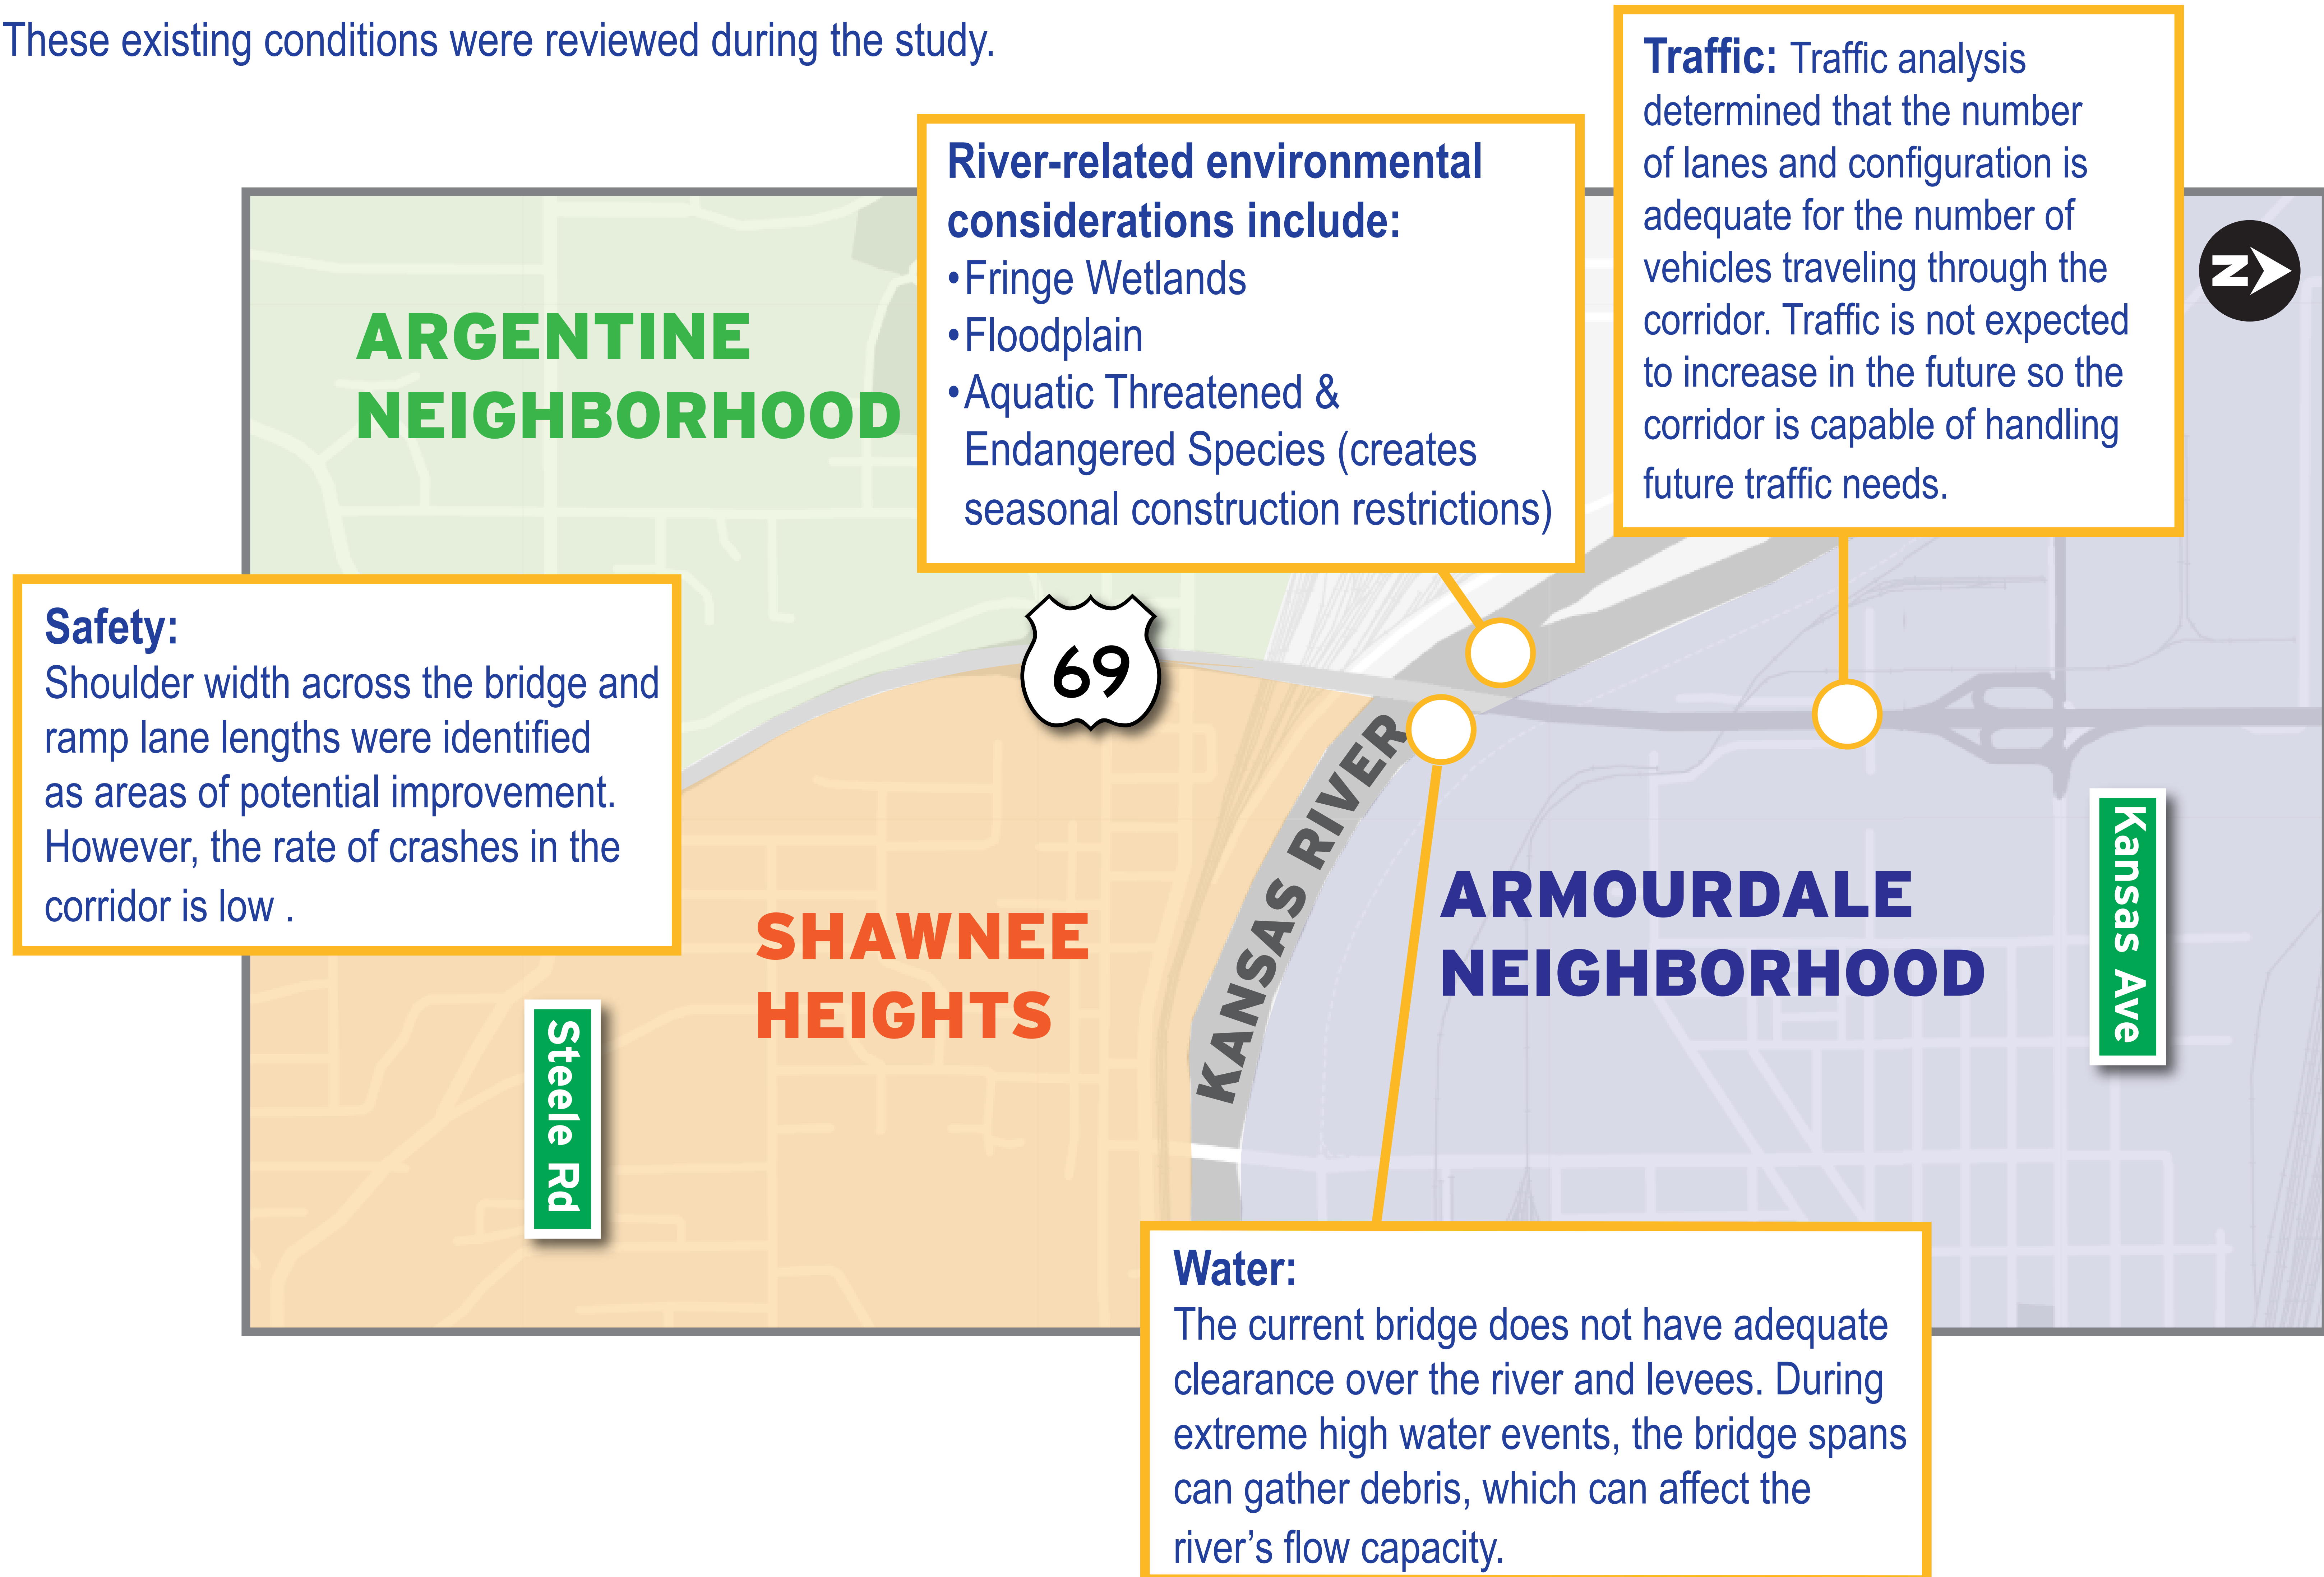 These existing conditions were reviewed during the study.
Traffic: Traffic analysis
determined that the number
of lanes and configuration is
adequate for the number of
vehicles traveling through the
corridor. Traffic is not expected
to increase in the future so the
corridor is capable of handling
future traffic needs.
River-related environmental
considerations include:
•Fringe Wetlands
•Floodplain
•Aquatic Threatened &
Endangered Species (creates
seasonal construction restrictions)
N
ARGENTINE
NEIGHBORHOOD
Safety:
Shoulder width across the bridge and
ramp lane lengths were identified
as areas of potential improvement.
However, the rate of crashes in the
corridor is low .
69
KANSAS RIVER
Kansas Ave
ARMOURDALE
NEIGHBORHOOD
SHAWNEE
HEIGHTS
Steele Rd
Water:
The current bridge does not have adequate
clearance over the river and levees. During
extreme high water events, the bridge spans
can gather debris, which can affect the
river’s flow capacity.